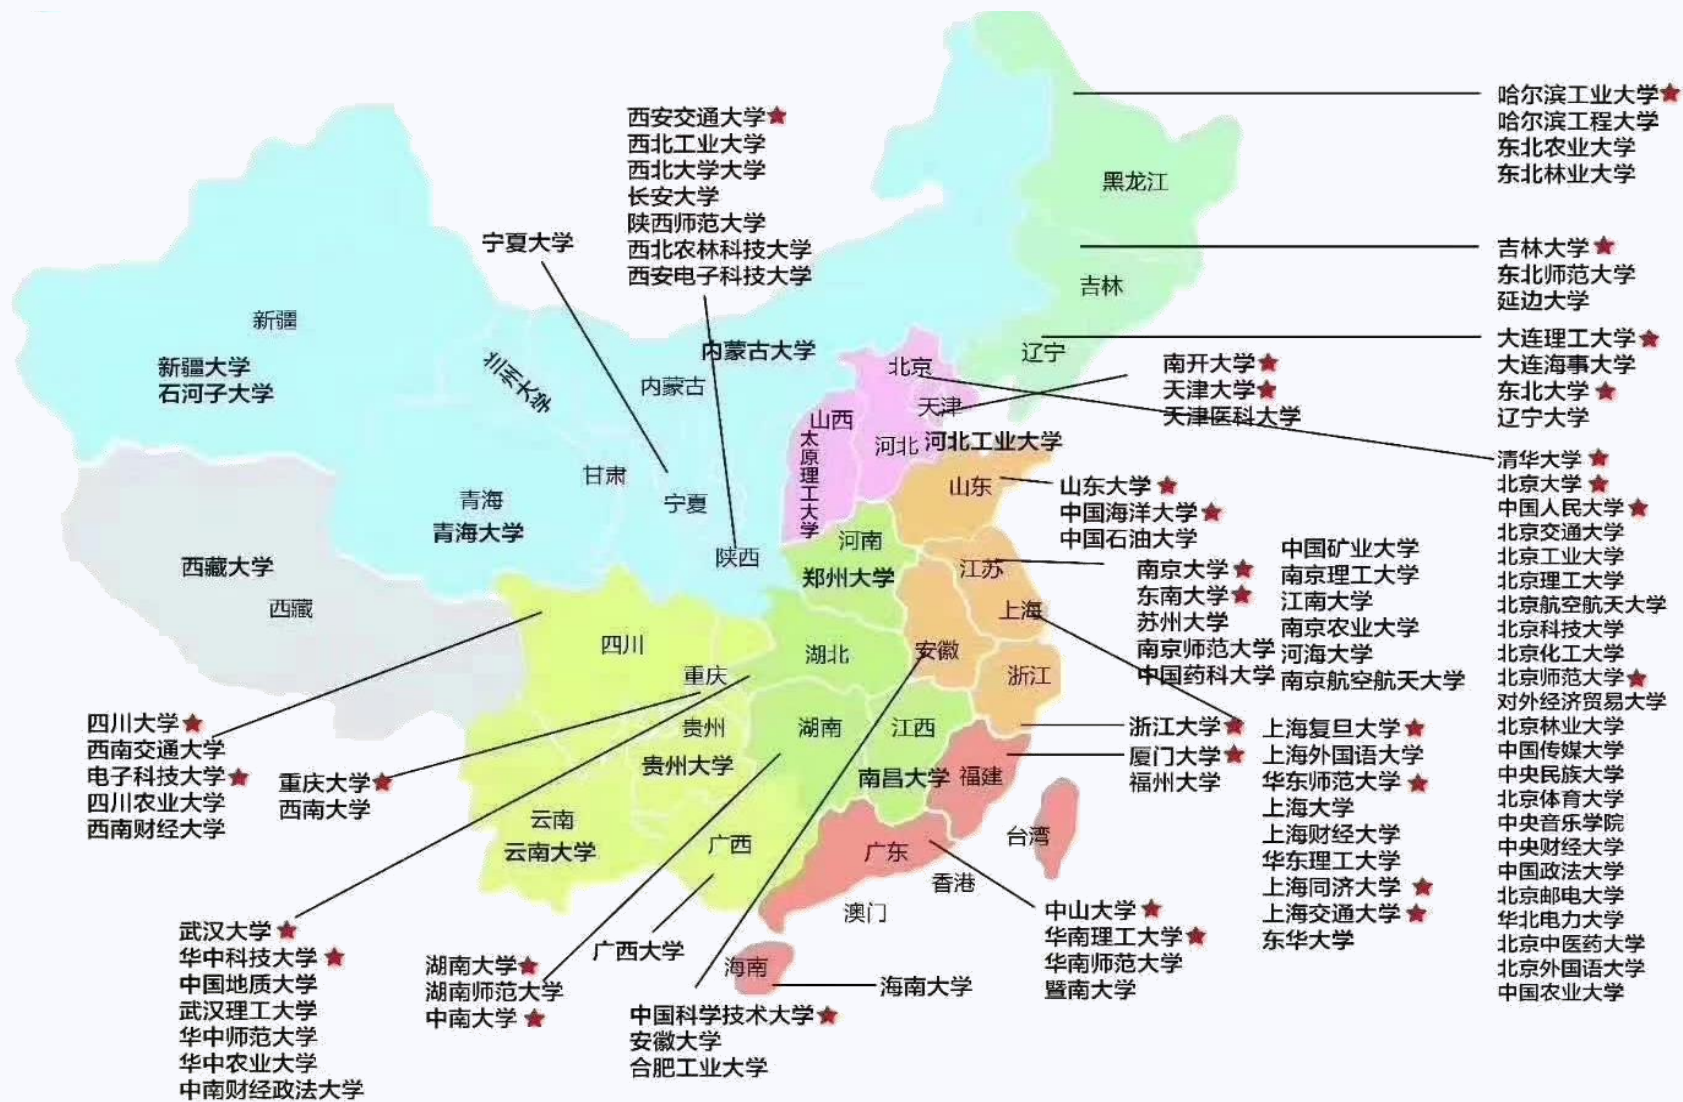 哈尔滨工业大学
哈尔滨工程大学
东北农业大学
东北林业大学
黑龙江
西安交通大学
西北工业大学
西北大学大学
长安大学
陕西师范大学
西北农林科技大学
西安电子科技大学
宁夏大学
吉林大学
东北师范大学
延边大学
吉林
新疆
新疆大学
石河子大学
兰州大学
内蒙古大学
内蒙古
北京
辽宁
大连理工大学
大连海事大学
东北大学
辽宁大学
南开大学
天津大学
天津医科大学
天津
山西
太原理工大学
河北
河北工业大学
甘肃
宁夏
青海
青海大学
陕西
山东
山东大学
中国海洋大学
中国石油大学
河南
郑州大学
江苏
南京大学
东南大学
苏州大学
南京师范大学
中国药科大学
中国矿业大学
南京理工大学
江南大学
南京农业大学
河海大学
南京航空航天大学
清华大学
北京大学
中国人民大学
北京交通大学
北京工业大学
北京理工大学
北京航空航天大学
北京科技大学
北京化工大学
北京师范大学
对外经济贸易大学
北京林业大学
中国传媒大学
中央民族大学
北京体育大学
中央音乐学院
中央财经大学
中国政法大学
北京邮电大学
华北电力大学
北京中医药大学
北京外国语大学
中国农业大学
西藏大学
西藏
上海
四川
湖北
安徽
重庆
浙江
四川大学
西南交通大学
电子科技大学
四川农业大学
西南财经大学
重庆大学
西南大学
贵州
贵州大学
湖南
江西
南昌大学
福建
浙江大学
厦门大学
福州大学
上海复旦大学
上海外国语大学
华东师范大学
上海大学
上海财经大学
华东理工大学
上海同济大学
上海交通大学
东华大学
云南
云南大学
广西
广东
台湾
香港
澳门
武汉大学
华中科技大学
中国地质大学
武汉理工大学
华中师范大学
华中农业大学
中南财经政法大学
湖南大学
湖南师范大学
中南大学
广西大学
海南
海南大学
中山大学
华南理工大学
华南师范大学
暨南大学
中国科学技术大学
安徽大学
合肥工业大学